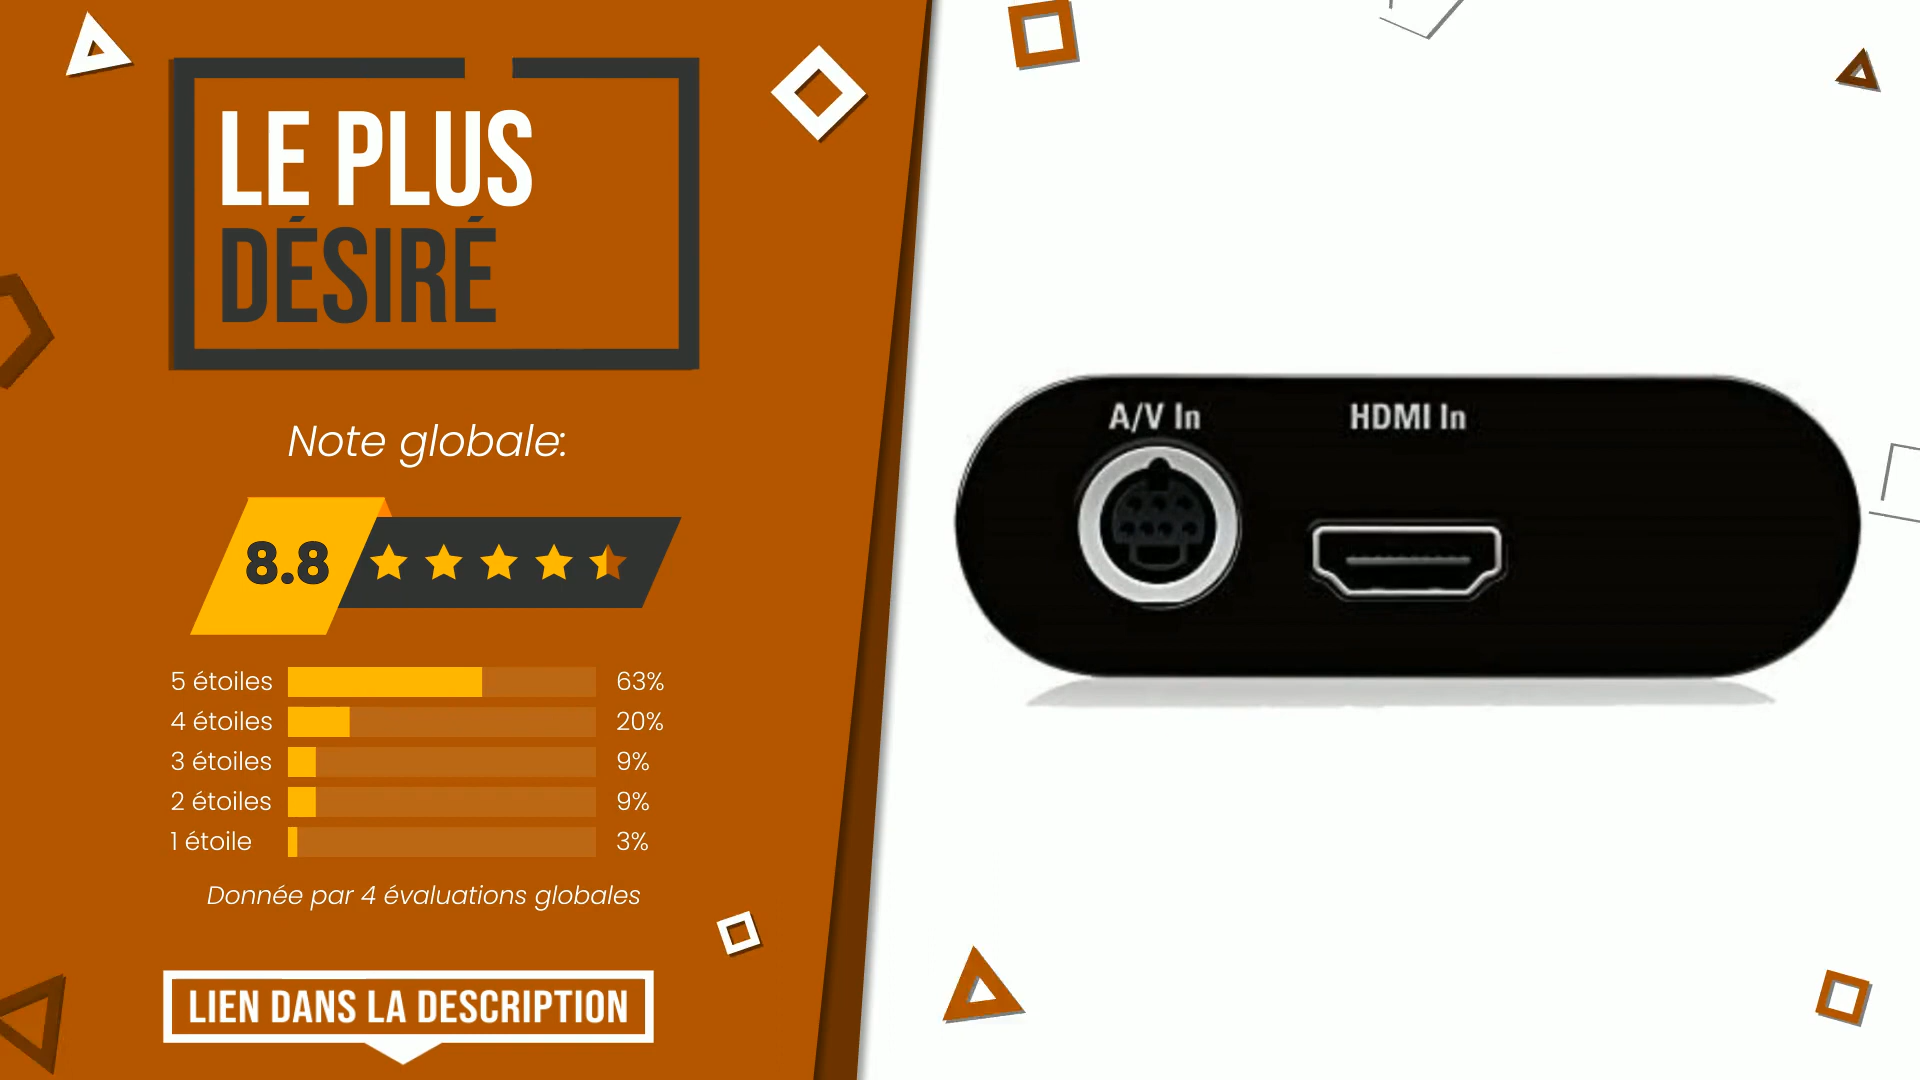 LE PLUS
DÉSIRÉ
Note globale:
8.8
5 étoiles 63%
4 étoiles 20%
3 étoiles 9%
2 étoiles 9%
1 étoile 3%
Donnée par 4 évaluations globales
LIEN DANS LA DESCRIPTION
A/V In HDMI In